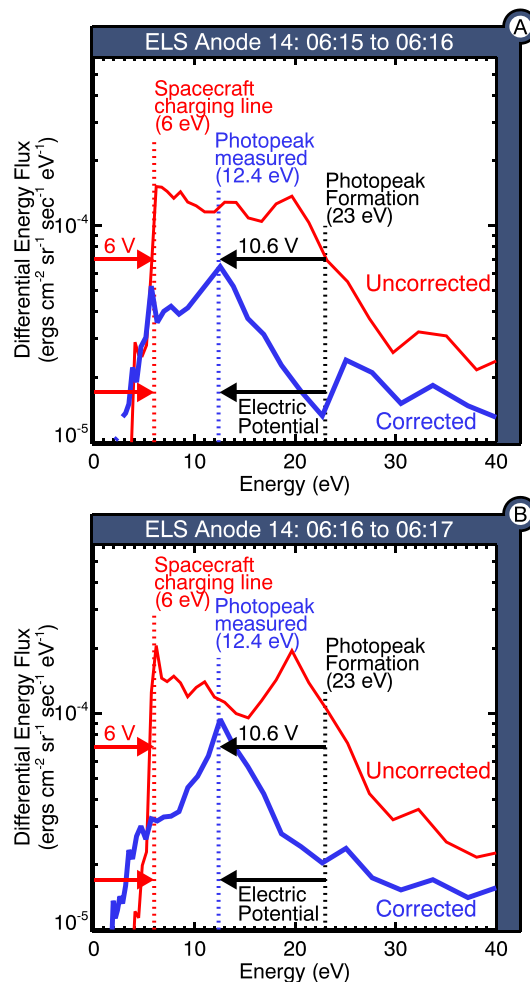 A
ELS Anode 14: 06:15 to 06:16
Spacecraft
charging line
(6 eV)
Photopeak
measured
(12.4 eV)
Photopeak
Formation
(23 eV)
10⁻⁴
6 V
10.6 V
Uncorrected
Electric
Potential
Corrected
10⁻⁵
Differential Energy Flux
(ergs cm⁻² sr⁻¹ sec⁻¹ eV⁻¹)
0 10 20 30 40
Energy (eV)
B
ELS Anode 14: 06:16 to 06:17
Spacecraft
charging line
(6 eV)
Photopeak
measured
(12.4 eV)
Photopeak
Formation
(23 eV)
10⁻⁴
6 V
10.6 V
Uncorrected
Electric
Potential
Corrected
10⁻⁵
Differential Energy Flux
(ergs cm⁻² sr⁻¹ sec⁻¹ eV⁻¹)
0 10 20 30 40
Energy (eV)